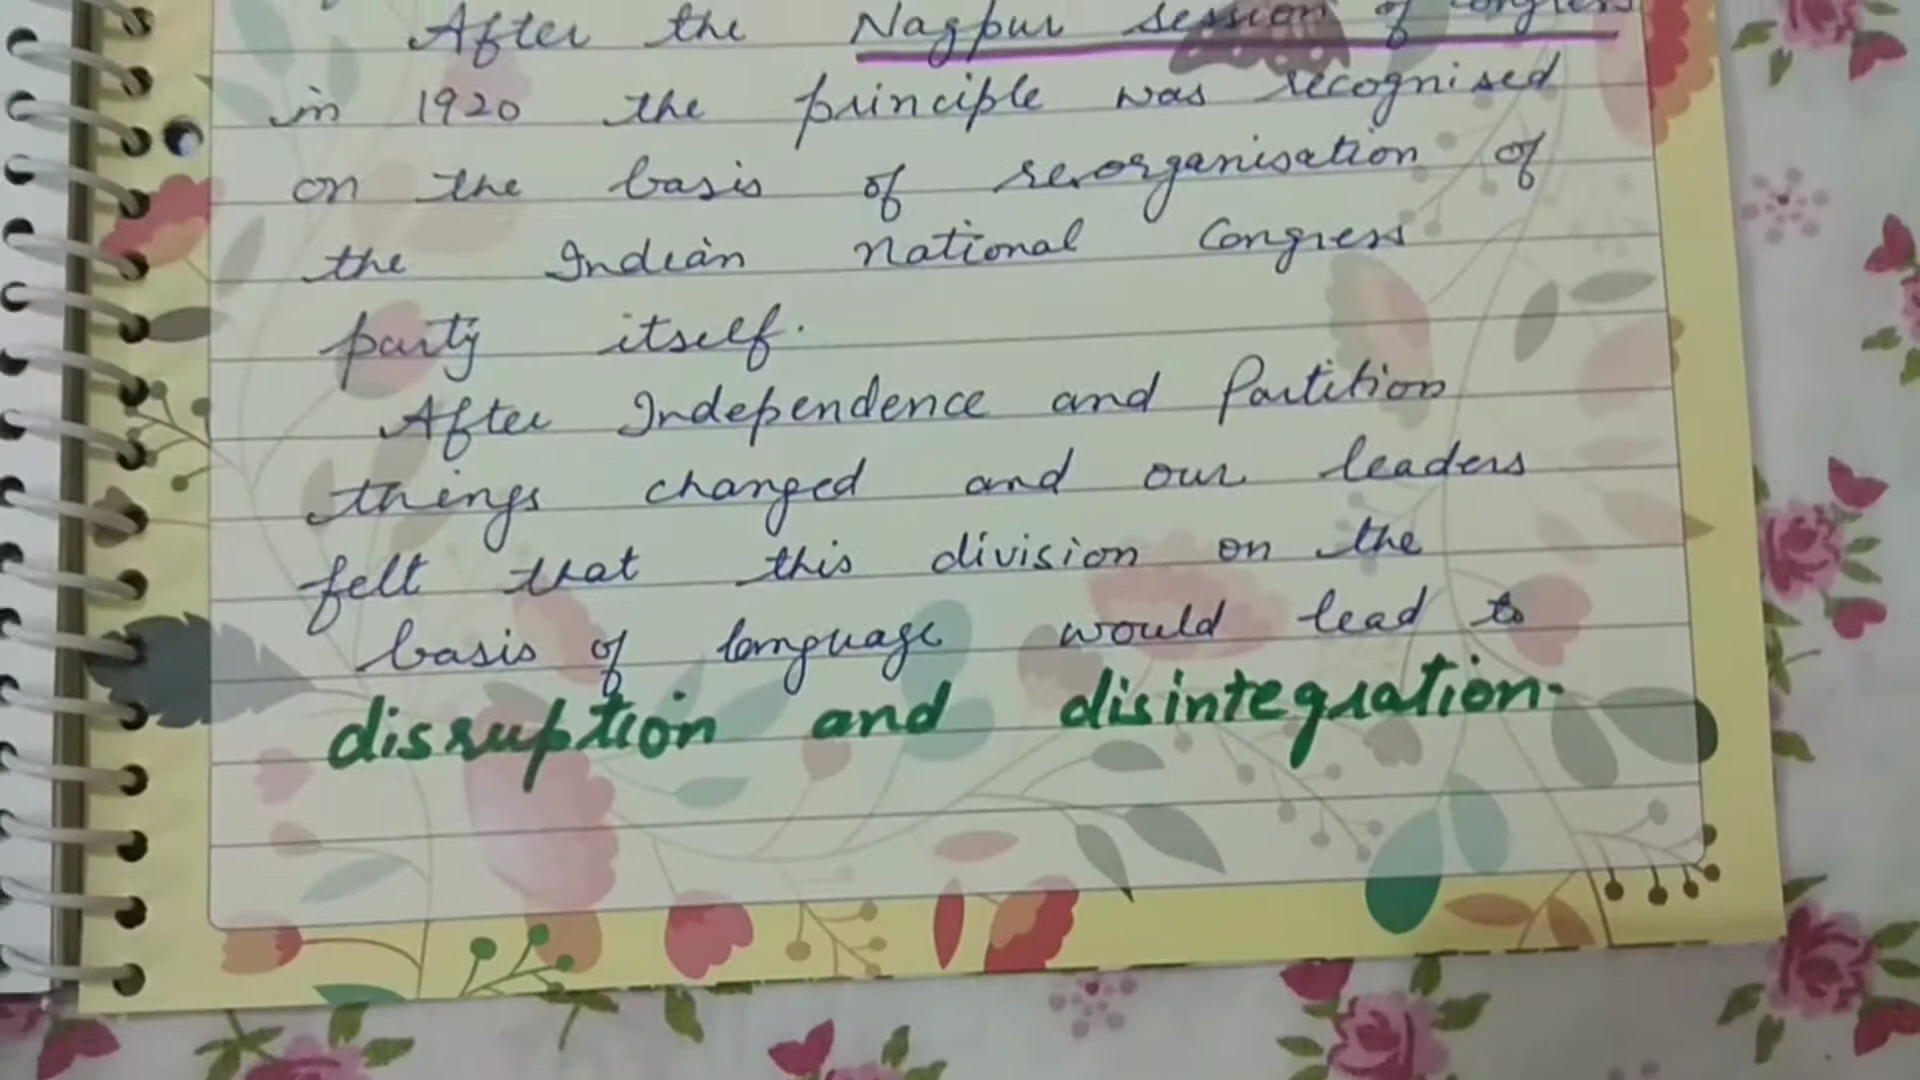 After the Nagpur session of Congress
in 1920 the principle was recognised
on the basis of reorganisation of
the Indian National Congress
party itself.
After Independence and Partition
things changed and our leaders
felt that this division on the
basis of language would lead to
disruption and disintegration.